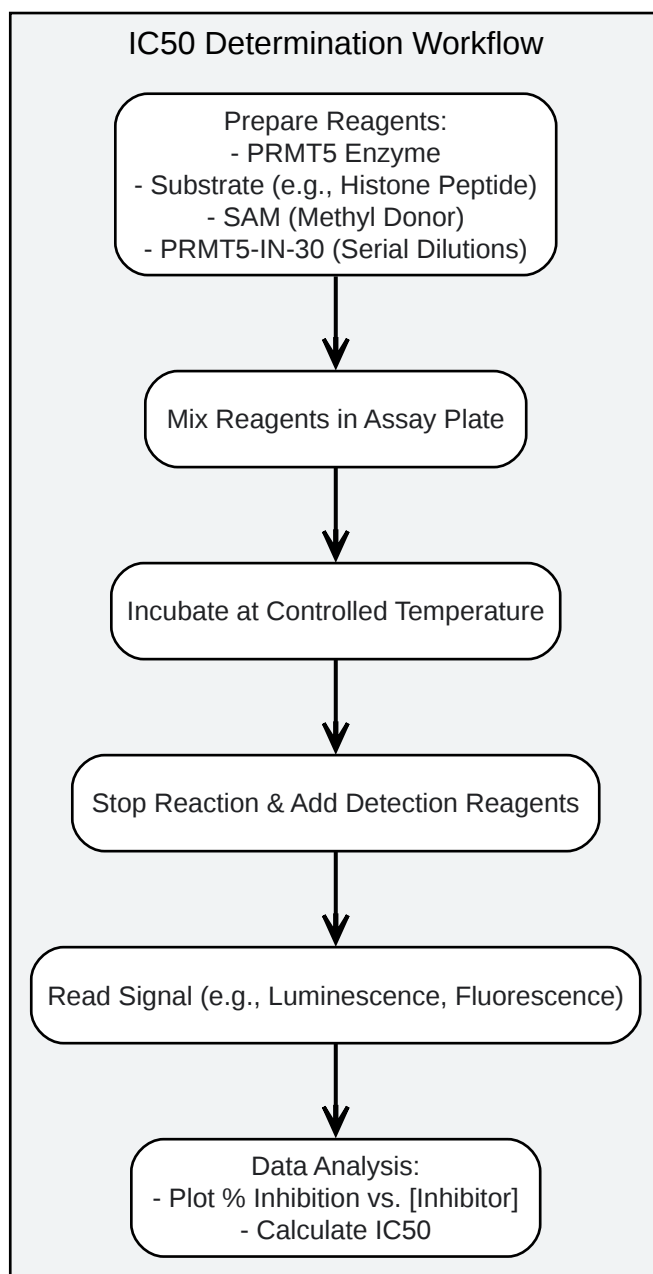 IC50 Determination Workflow
Prepare Reagents:
- PRMT5 Enzyme
- Substrate (e.g., Histone Peptide)
- SAM (Methyl Donor)
- PRMT5-IN-30 (Serial Dilutions)
Mix Reagents in Assay Plate
Incubate at Controlled Temperature
Stop Reaction & Add Detection Reagents
Read Signal (e.g., Luminescence, Fluorescence)
Data Analysis:
- Plot % Inhibition vs. [Inhibitor]
- Calculate IC50